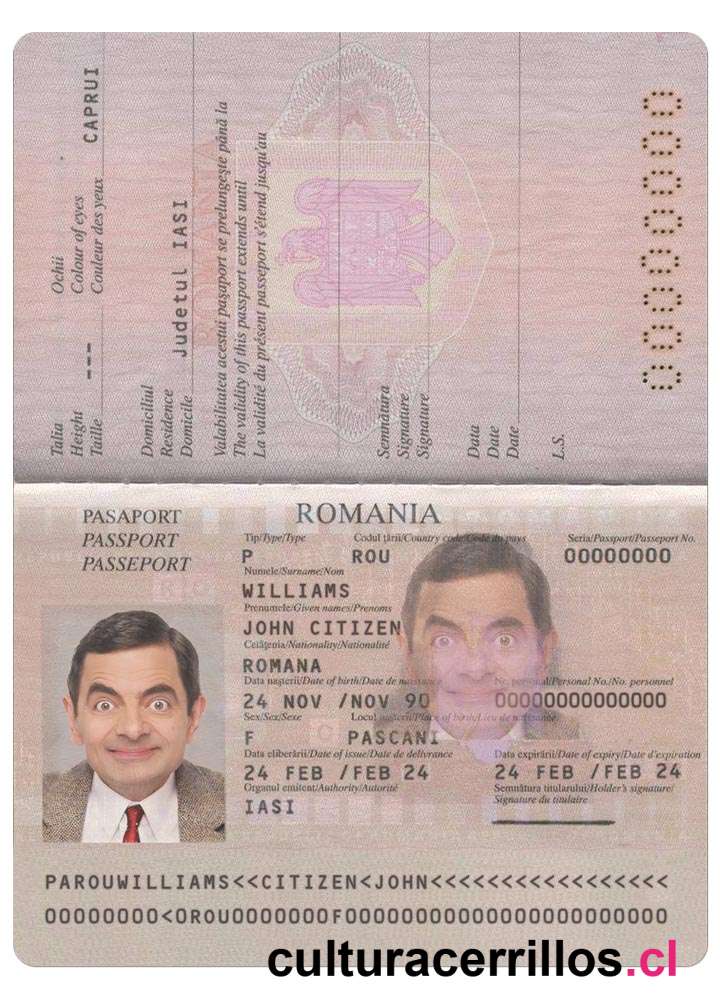 Talia
Height
Taille
---
Ochii
Colour of eyes
Couleur des yeux
CAPRUI
Domiciliul
Residence
Domicile
Judetul IASI
Valabilitatea acestui paşaport se prelungeşte până la
The validity of this passport extends until
La validité du présent passeport s'étend jusqu'au
Semnătura
Signature
Signature
Data
Date
Date
L.S.
0000000
PASAPORT
PASSPORT
PASSEPORT
ROMANIA
Tip/Type/Type
Codul ţării/Country code/Code du pays
Seria/Passport/Passeport No.
P
ROU
00000000
Numele/Surname/Nom
WILLIAMS
Prenumele/Given names/Prenoms
JOHN CITIZEN
Cetăţenia/Nationality/Nationalité
ROMANA
Data naşterii/Date of birth/Date de naissance
No. personal/Personal No./No. personnel
24 NOV /NOV 90
0000000000000
Sex/Sex/Sexe
Locul naşterii/Place of birth/Lieu de naissance
F
PASCANI
Data eliberării/Date of issue/Date de delivrance
Data expirării/Date of expiry/Date d'expiration
24 FEB /FEB 24
24 FEB /FEB 24
Organul emitent/Authority/Autorité
Semnătura titularului/Holder's signature/
IASI
Signature du titulaire
PAROUWILLIAMS<<CITIZEN<JOHN<<<<<<<<<<<<<<<<<
00000000<0ROU0000000F00000000000000000000000
culturacerrillos.cl